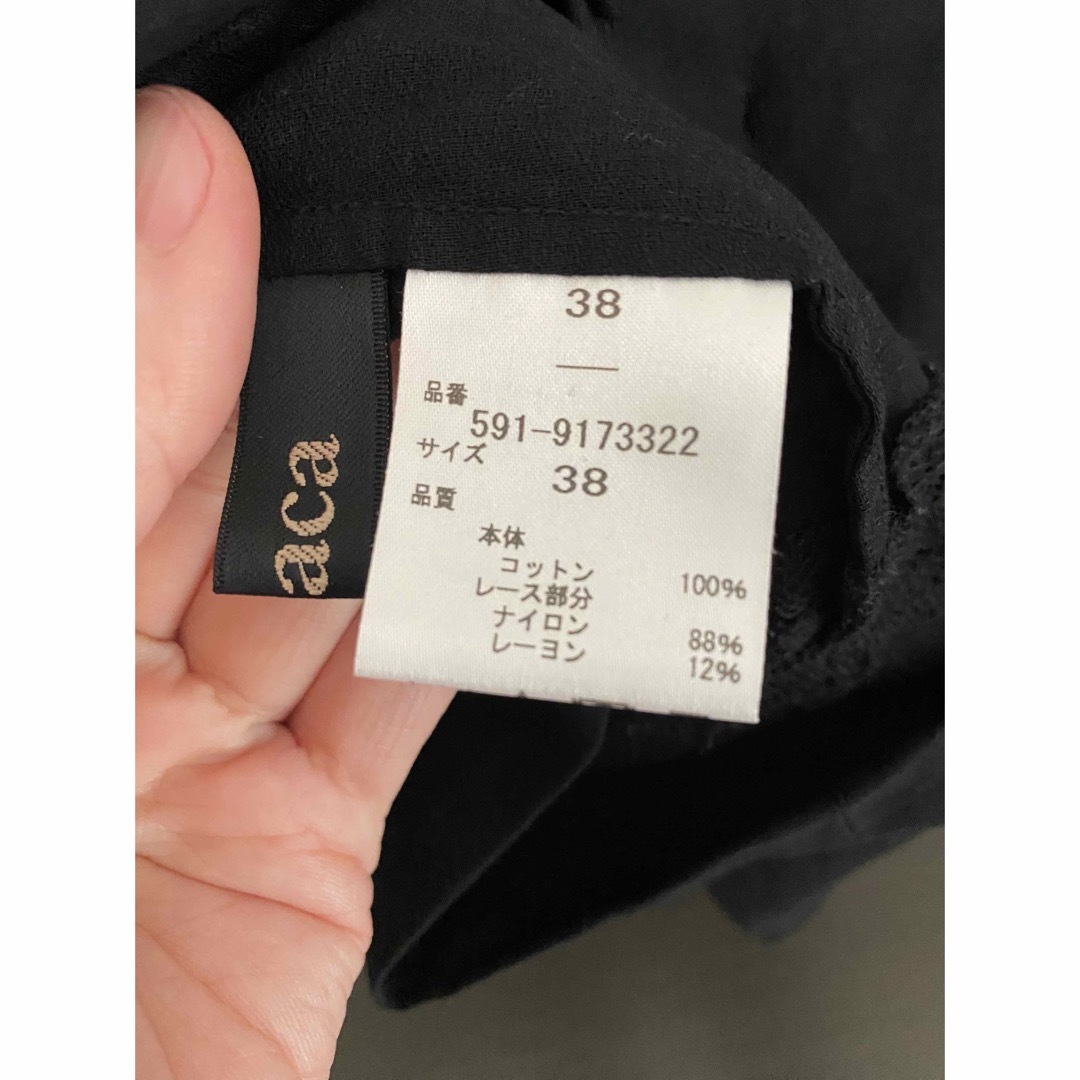 aca
38
品番
591-9173322
サイズ
38
品質
本体
コットン 100%
レース部分
ナイロン 88%
レーヨン 12%